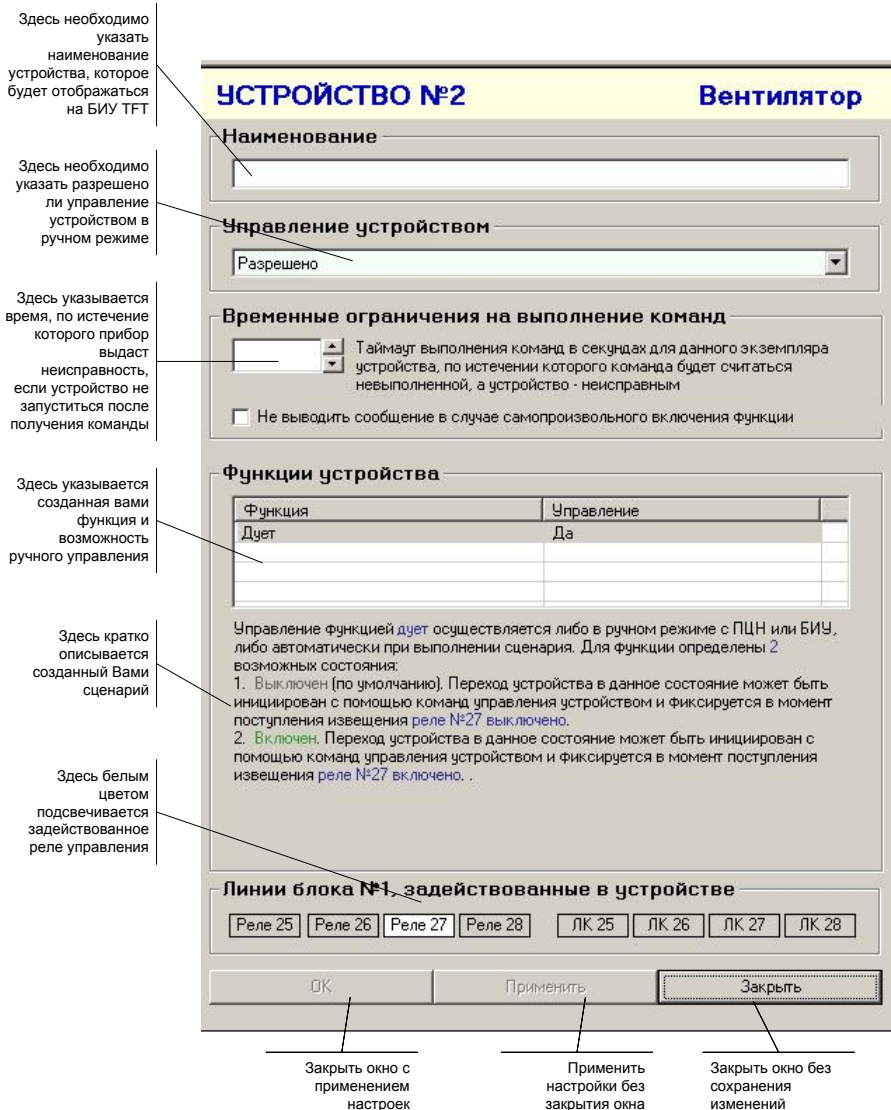 Здесь необходимо
указать
наименование
устройства, которое
будет отображаться
на БИУ TFT
Здесь необходимо
указать разрешено
ли управление
устройством в
ручном режиме
Здесь указывается
время, по истечение
которого прибор
выдаст
неисправность,
если устройство не
запуститься после
получения команды
Здесь указывается
созданная вами
функция и
возможность
ручного управления
Здесь кратко
описывается
созданный Вами
сценарий
Здесь белым
цветом
подсвечивается
задействованное
реле управления
УСТРОЙСТВО №2 Вентилятор
Наименование
Управление устройством
Разрешено
Временные ограничения на выполнение команд
Таймаут выполнения команд в секундах для данного экземпляра
устройства, по истечении которого команда будет считаться
невыполненной, а устройство - неисправным
Не выводить сообщение в случае самопроизвольного включения функции
Функции устройства
Функция Управление
Дует Да
Управление функцией дует осуществляется либо в ручном режиме с ПЦН или БИУ,
либо автоматически при выполнении сценария. Для функции определены 2
возможных состояния:
1. Выключен (по умолчанию). Переход устройства в данное состояние может быть
инициирован с помощью команд управления устройством и фиксируется в момент
поступления извещения реле №27 выключено.
2. Включен. Переход устройства в данное состояние может быть инициирован с
помощью команд управления устройством и фиксируется в момент поступления
извещения реле №27 включено. .
Линии блока №1, задействованные в устройстве
Реле 25 Реле 26 Реле 27 Реле 28 ЛК 25 ЛК 26 ЛК 27 ЛК 28
ОК Применить Закрыть
Закрыть окно с
применением
настроек
Применить
настройки без
закрытия окна
Закрыть окно без
сохранения
изменений